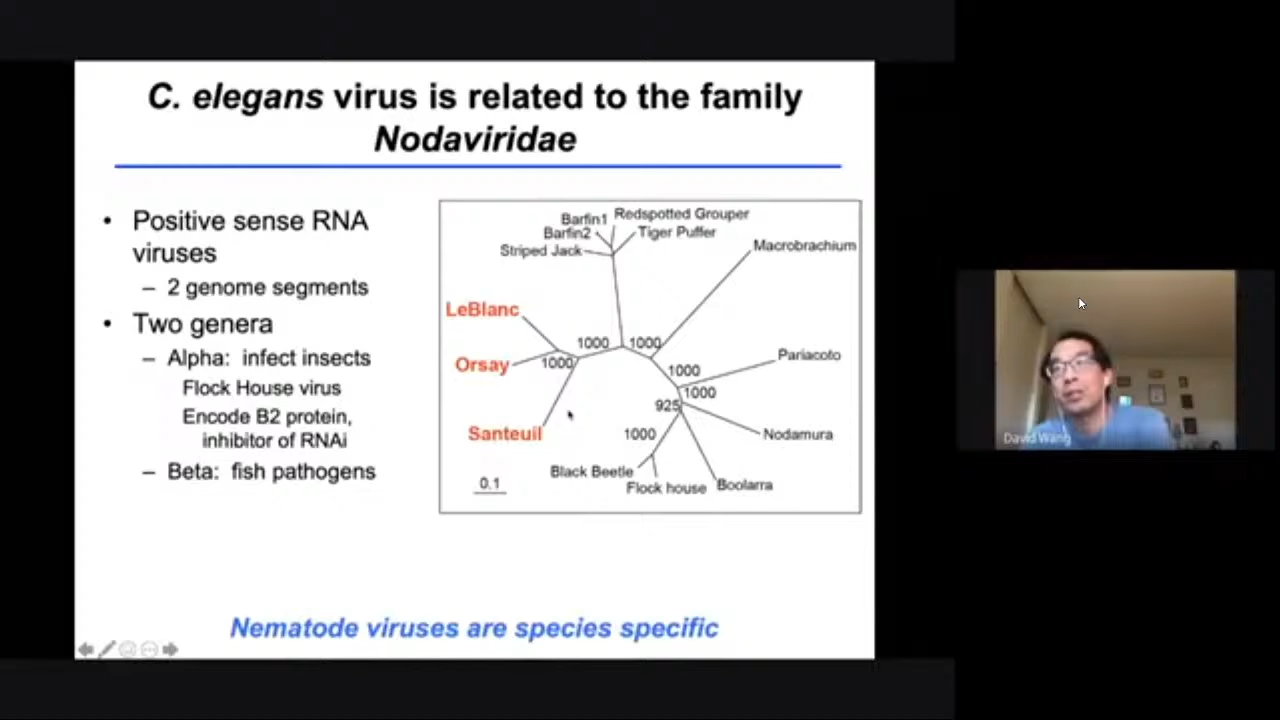 C. elegans virus is related to the family
Nodaviridae
• Positive sense RNA
viruses
– 2 genome segments
• Two genera
– Alpha: infect insects
Flock House virus
Encode B2 protein,
inhibitor of RNAi
– Beta: fish pathogens
Barfin1 Redspotted Grouper
Barfin2 Tiger Puffer
Striped Jack
Macrobrachium
LeBlanc
1000 1000
Orsay 1000
Pariacoto
1000
1000
925
Santeuil
1000
Nodamura
Black Beetle
Flock house Boolarra
0.1
Nematode viruses are species specific
David Wang